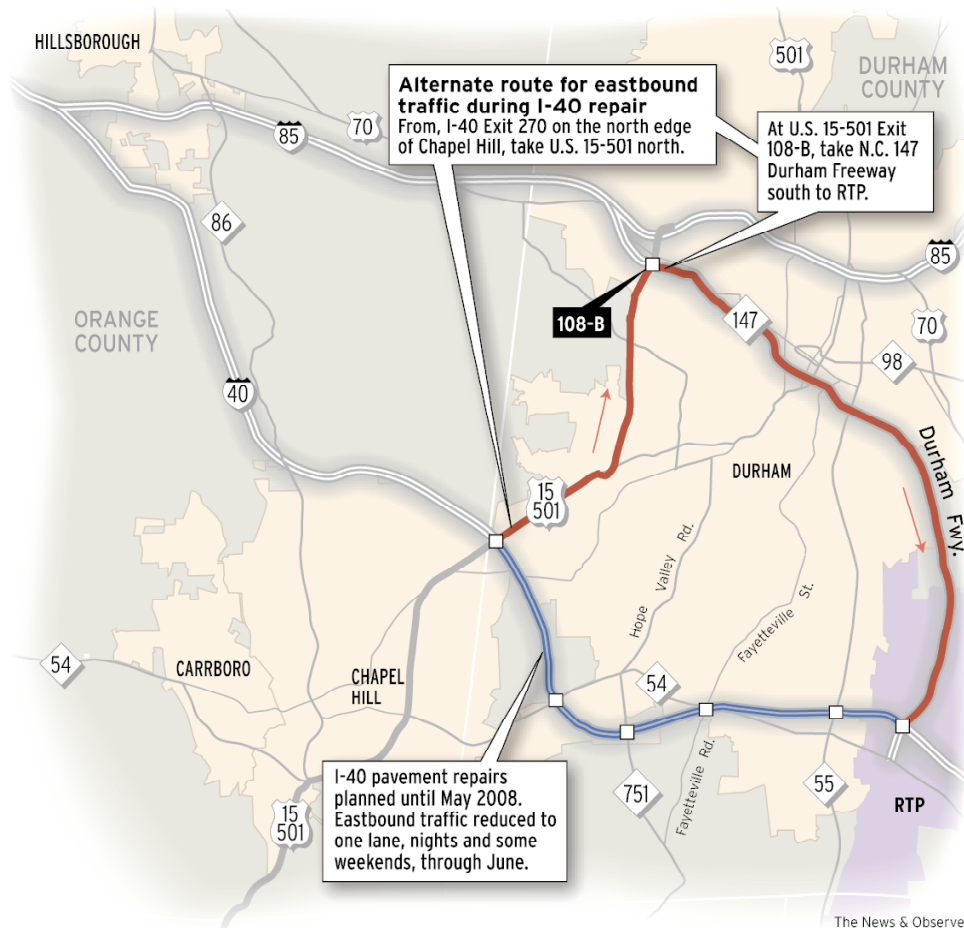 HILLSBOROUGH
501
DURHAM
COUNTY
Alternate route for eastbound
traffic during I-40 repair
From, I-40 Exit 270 on the north edge
of Chapel Hill, take U.S. 15-501 north.
At U.S. 15-501 Exit
108-B, take N.C. 147
Durham Freeway
south to RTP.
70
85
86
85
ORANGE
COUNTY
108-B
147
70
98
40
Durham Fwy.
DURHAM
15
501
Hope Valley Rd.
Fayetteville St.
54
CARRBORO
CHAPEL
HILL
54
I-40 pavement repairs
planned until May 2008.
Eastbound traffic reduced to
one lane, nights and some
weekends, through June.
751
Fayetteville Rd.
55
RTP
15
501
The News & Observe